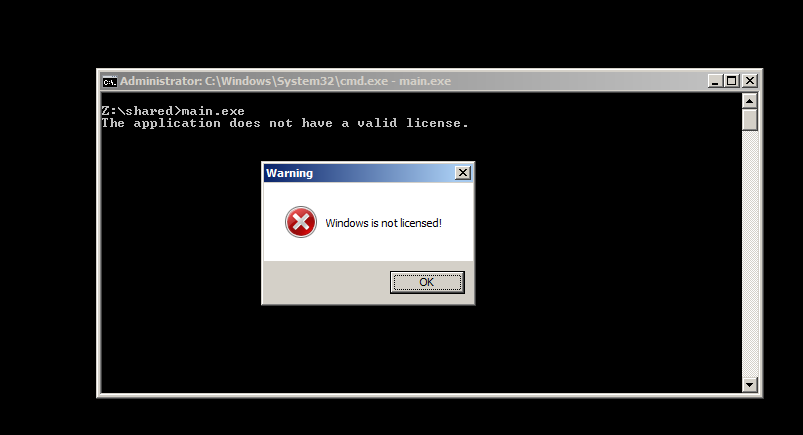 Administrator: C:\Windows\System32\cmd.exe - main.exe
Z:\shared>main.exe
The application does not have a valid license.
Warning
Windows is not licensed!
OK